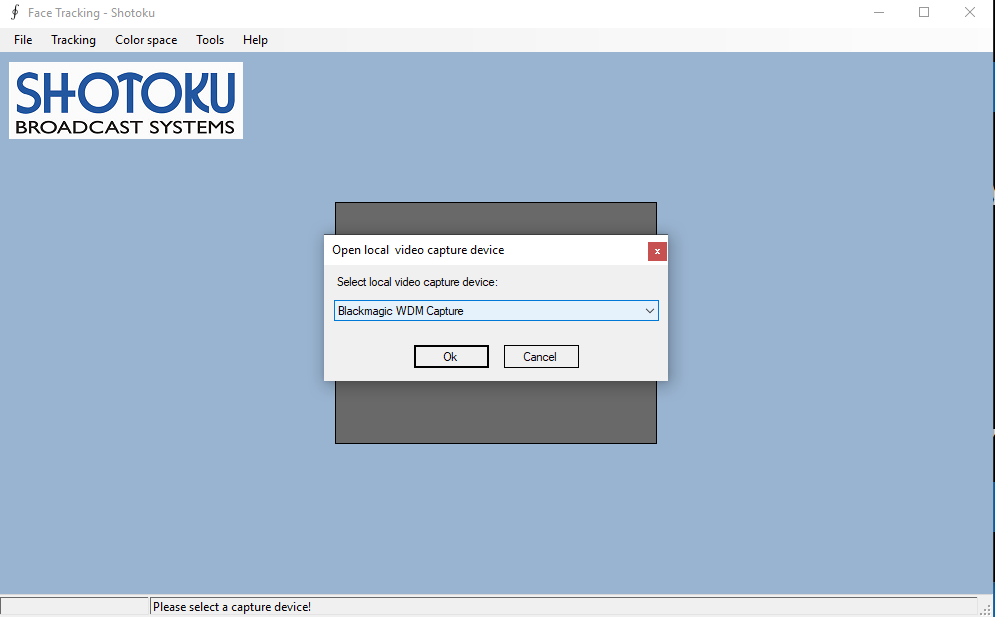 Face Tracking - Shotoku
File Tracking Color space Tools Help
SHOTOKU
BROADCAST SYSTEMS
Open local  video capture device
x
Select local video capture device:
Blackmagic WDM Capture
Ok Cancel
Please select a capture device!